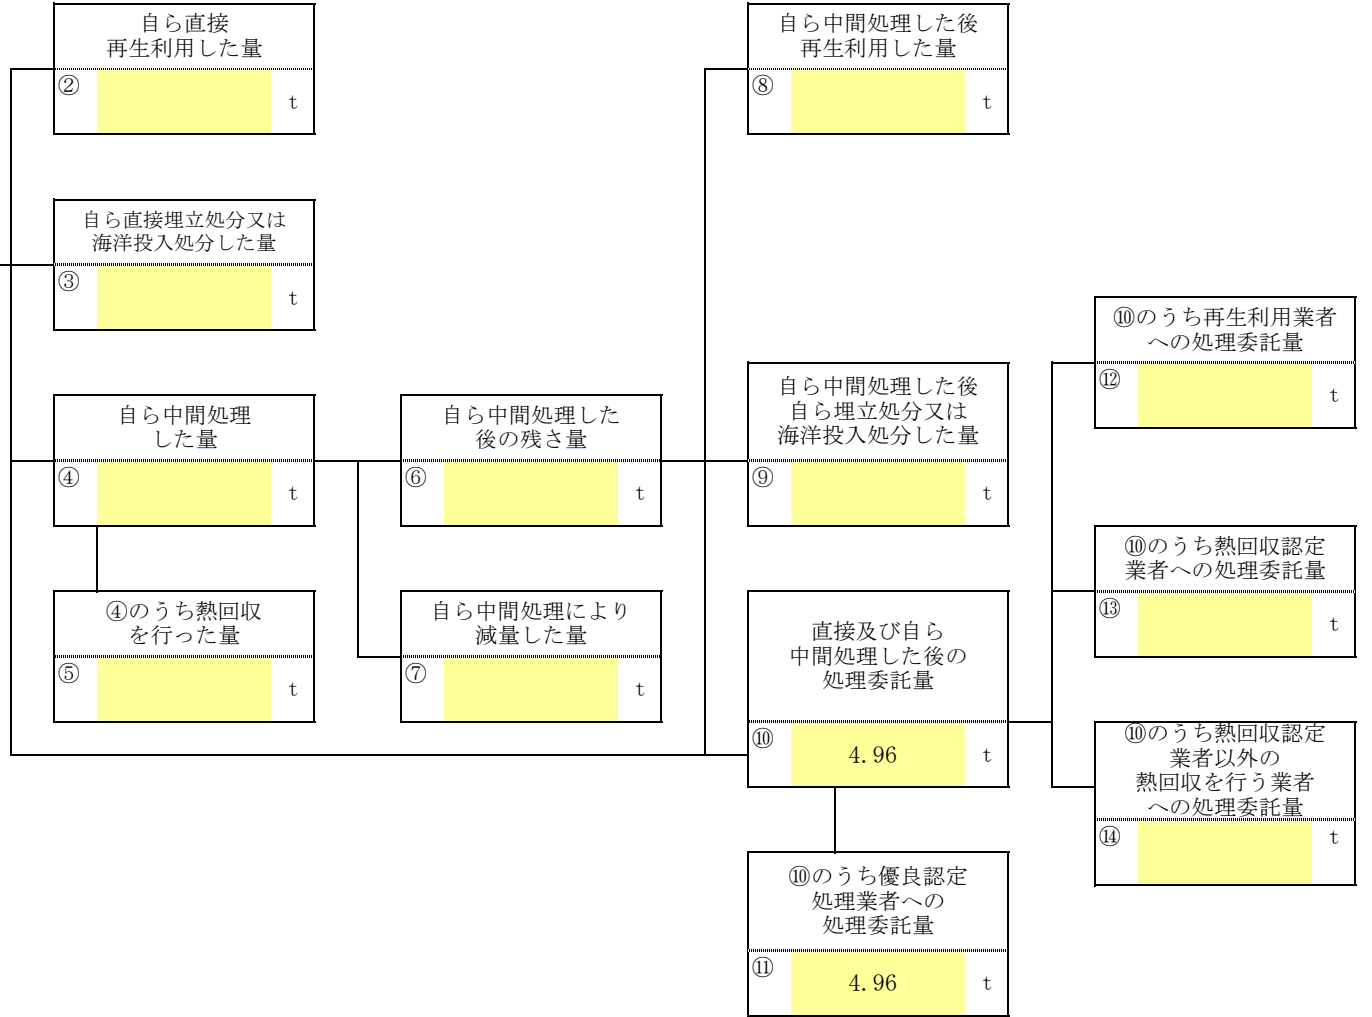 自ら直接
再生利用した量
②
t
自ら中間処理した後
再生利用した量
⑧
t
自ら直接埋立処分又は
海洋投入処分した量
③
t
⑩のうち再生利用業者
への処理委託量
⑫
t
自ら中間処理
した量
④
t
自ら中間処理した
後の残さ量
⑥
t
自ら中間処理した後
自ら埋立処分又は
海洋投入処分した量
⑨
t
⑩のうち熱回収認定
業者への処理委託量
⑬
t
④のうち熱回収
を行った量
⑤
t
自ら中間処理により
減量した量
⑦
t
直接及び自ら
中間処理した後の
処理委託量
⑩ 4.96 t
⑩のうち熱回収認定
業者以外の
熱回収を行う業者
への処理委託量
⑭
t
⑩のうち優良認定
処理業者への
処理委託量
⑪ 4.96 t